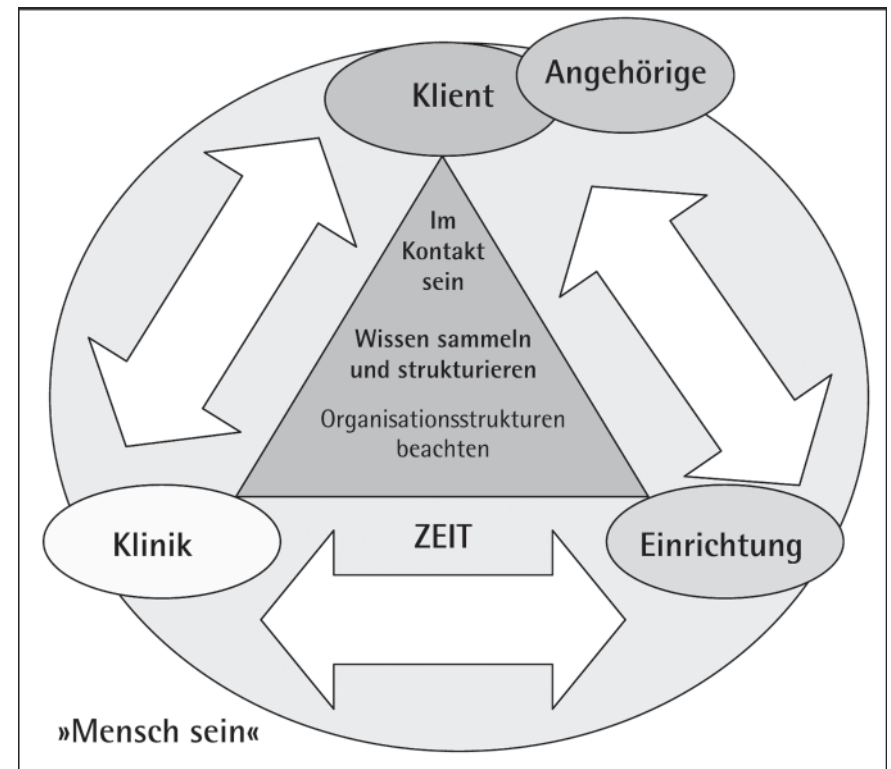 Klient
Angehörige
Im
Kontakt
sein
Wissen sammeln
und strukturieren
Organisationsstrukturen
beachten
Klinik
ZEIT
Einrichtung
»Mensch sein«